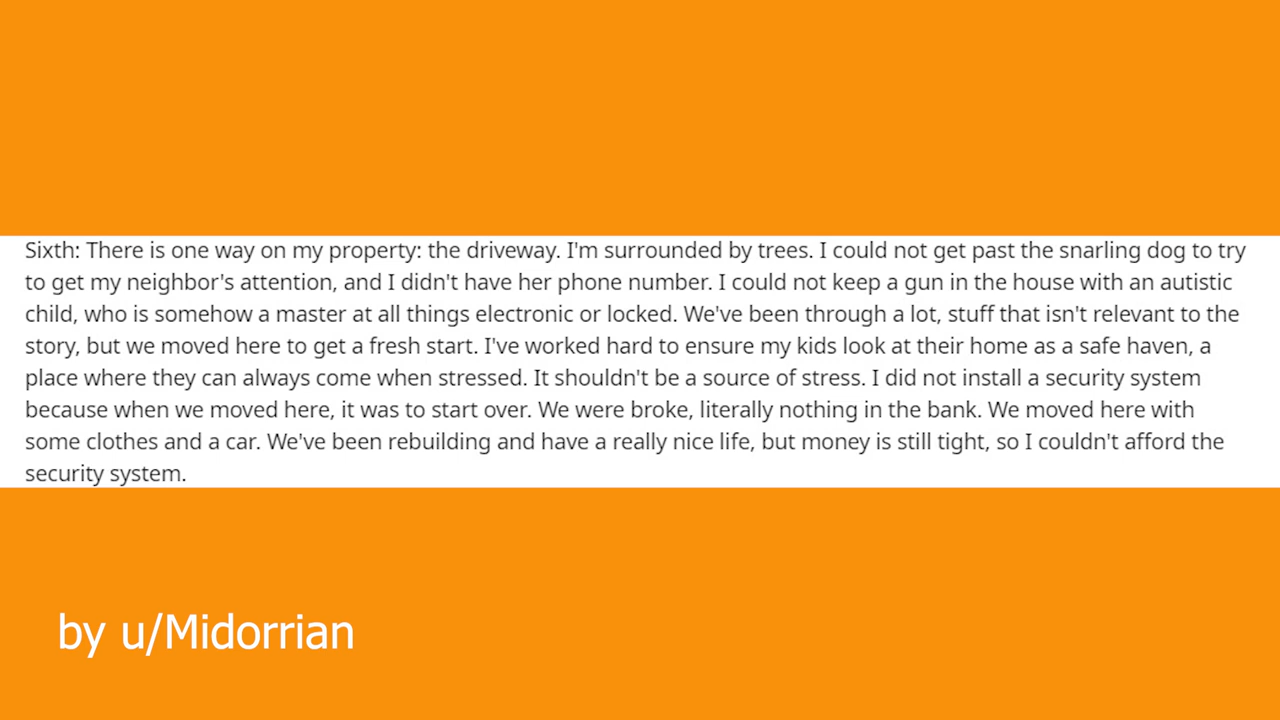 Sixth: There is one way on my property: the driveway. I'm surrounded by trees. I could not get past the snarling dog to try
to get my neighbor's attention, and I didn't have her phone number. I could not keep a gun in the house with an autistic
child, who is somehow a master at all things electronic or locked. We've been through a lot, stuff that isn't relevant to the
story, but we moved here to get a fresh start. I've worked hard to ensure my kids look at their home as a safe haven, a
place where they can always come when stressed. It shouldn't be a source of stress. I did not install a security system
because when we moved here, it was to start over. We were broke, literally nothing in the bank. We moved here with
some clothes and a car. We've been rebuilding and have a really nice life, but money is still tight, so I couldn't afford the
security system.
by u/Midorrian